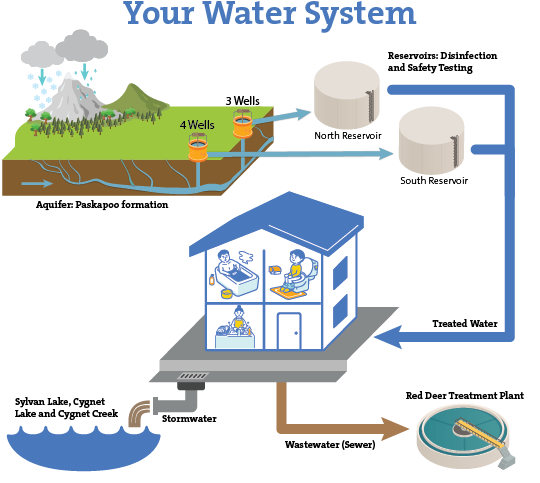 Your Water System
Reservoirs: Disinfection
and Safety Testing
3 Wells
4 Wells
North Reservoir
South Reservoir
Aquifer: Paskapoo formation
Treated Water
Sylvan Lake, Cygnet
Lake and Cygnet Creek
Stormwater
Red Deer Treatment Plant
Wastewater (Sewer)